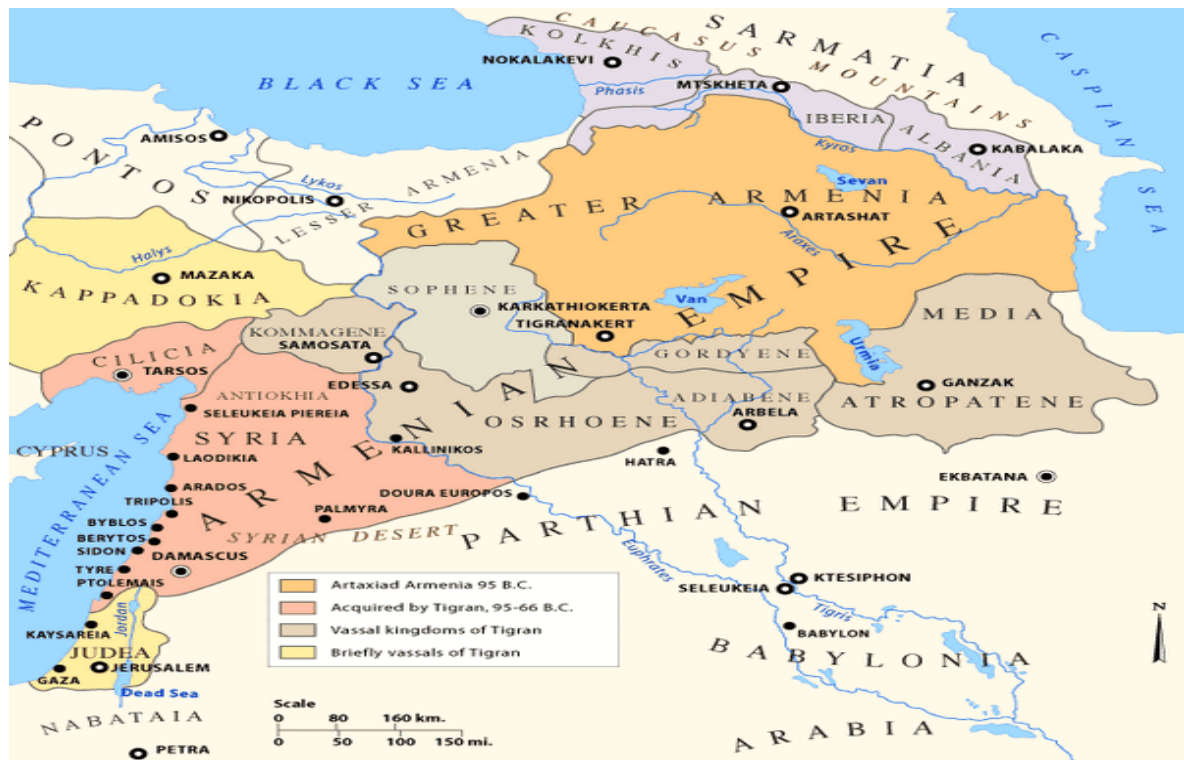 SARMATIA
CAUCASUS MOUNTAINS
KOLKHIS
NOKALAKEVI
CASPIAN SEA
BLACK SEA
Phasis
MTSKHETA
IBERIA
ALBANIA
KABALAKA
Kyros
PONTOS
AMISOS
Lykos
NIKOPOLIS
LESSER ARMENIA
GREATER ARMENIA
Sevan
ARTASHAT
Araxes
Halys
MAZAKA
KAPPADOKIA
SOPHENE
KARKATHIOKERTA
TIGRANAKERT
Van
ARMENIAN EMPIRE
MEDIA
ATROPATENE
Urmia
GANZAK
KOMMAGENE
SAMOSATA
GORDYENE
CILICIA
TARSOS
EDESSA
ADIABENE
ARBELA
OSRHOENE
ANTIOKHIA
SELEUKEIA PIEREIA
SYRIA
KALLINIKOS
CYPRUS
LAODIKIA
HATRA
EKBATANA
MEDITERRANEAN SEA
ARADOS
TRIPOLIS
DOURA EUROPOS
PALMYRA
BYBLOS
BERYTOS
SIDON
SYRIAN DESERT
PARTHIAN EMPIRE
DAMASCUS
TYRE
PTOLEMAIS
Euphrates
KTESIPHON
SELEUKEIA
Tigris
Artaxiad Armenia 95 B.C.
Acquired by Tigran, 95-66 B.C.
Vassal kingdoms of Tigran
Briefly vassals of Tigran
Jordan
KAYSAREIA
JUDEA
JERUSALEM
GAZA
Dead Sea
BABYLON
BABYLONIA
N
NABATAIA
PETRA
Scale
0 80 160 km.
0 50 100 150 mi.
ARABIA